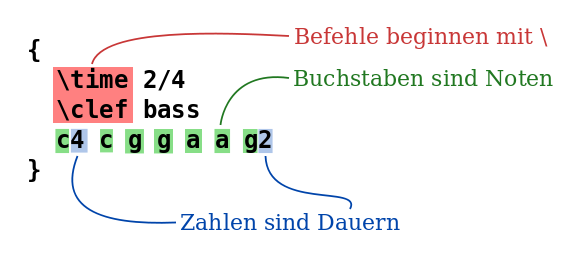 Befehle beginnen mit \
{
\time 2/4
Buchstaben sind Noten
\clef bass
c4 c g g a a g2
}
Zahlen sind Dauern